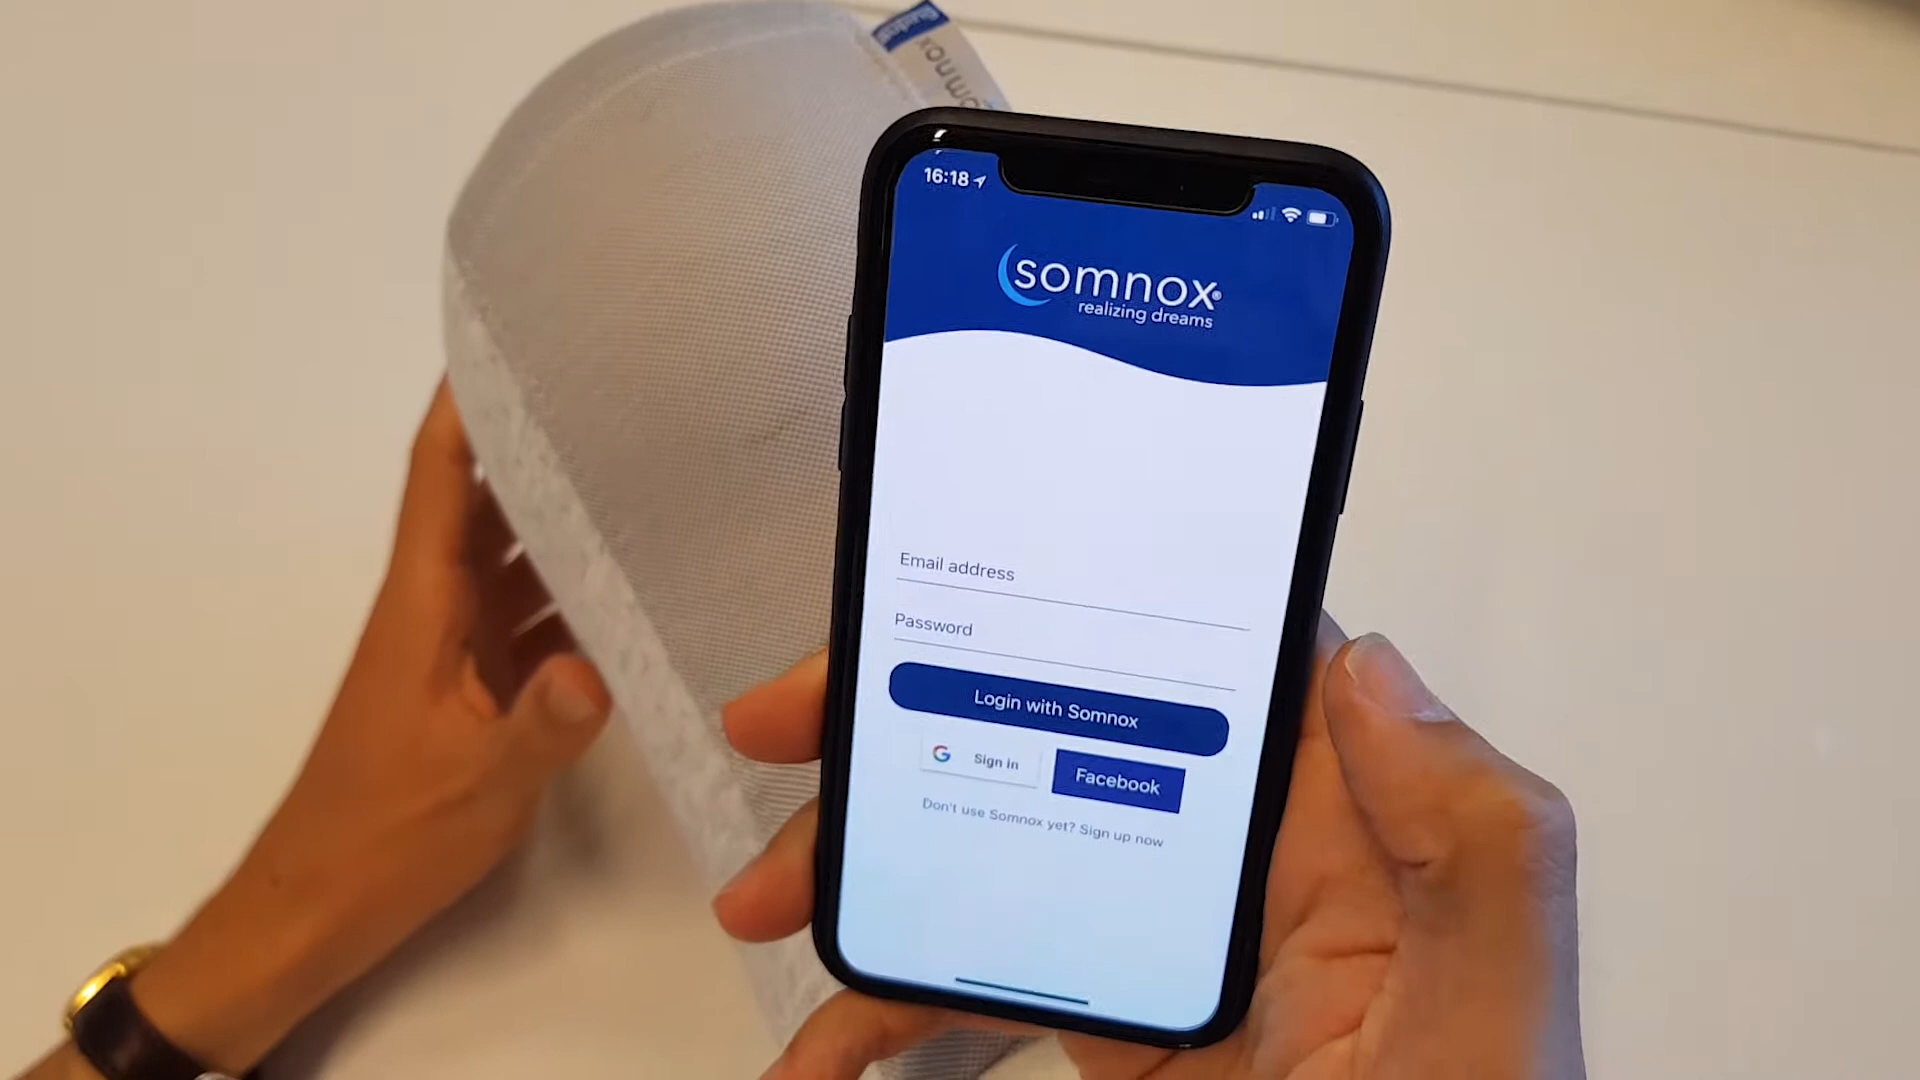 somnox
16:18
somnox®
realizing dreams
Email address
Password
Login with Somnox
G Sign in
Facebook
Don't use Somnox yet? Sign up now